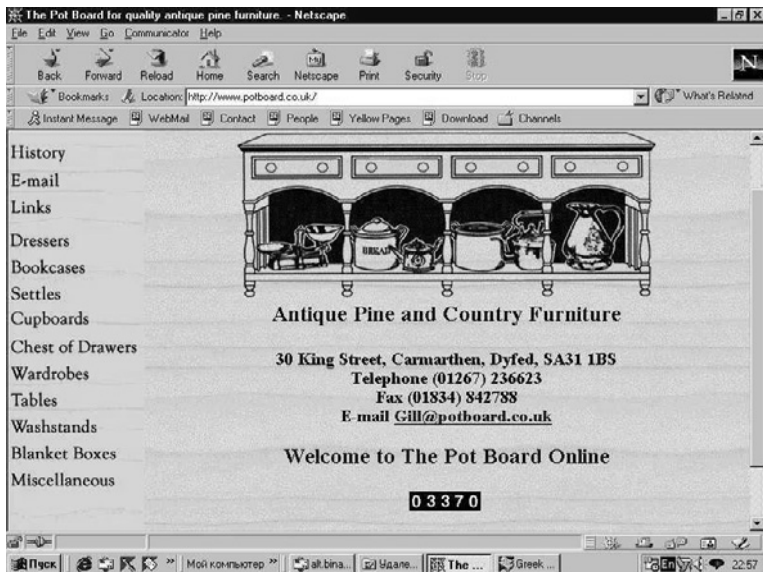 The Pot Board for quality antique pine furniture. - Netscape
File Edit View Go Communicator Help
Back Forward Reload Home Search Netscape Print Security Stop
My
N
Bookmarks Location: http://www.potboard.co.uk/ What's Related
Instant Message WebMail Contact People Yellow Pages Download Channels
History
E-mail
Links
Dressers
Bookcases
Settles
Cupboards
Chest of Drawers
Wardrobes
Tables
Washstands
Blanket Boxes
Miscellaneous
BREAD
Antique Pine and Country Furniture
30 King Street, Carmarthen, Dyfed, SA31 1BS
Telephone (01267) 236623
Fax (01834) 842788
E-mail Gill@potboard.co.uk
Welcome to The Pot Board Online
03370
Пуск » Мой компьютер » alt.bina... Удале... The ... Greek ... En 22:57